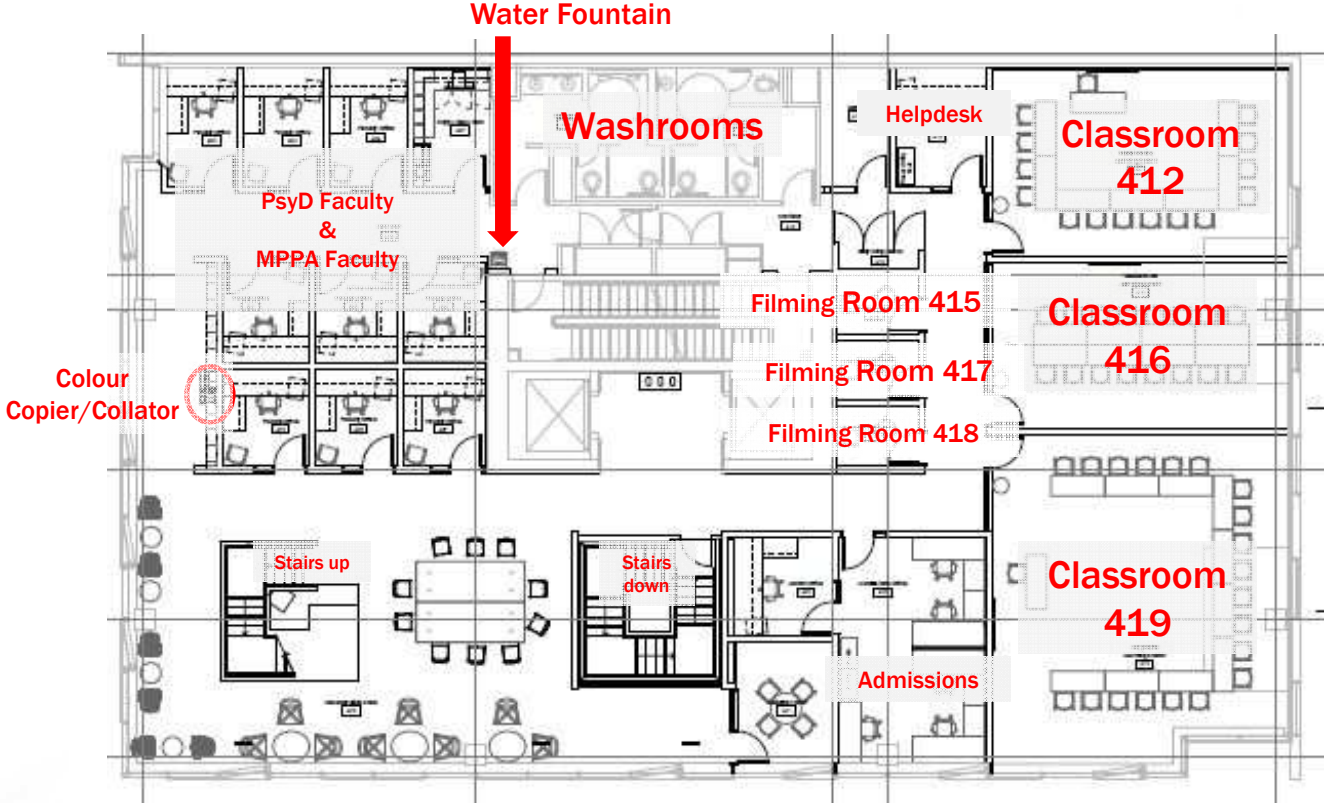 Water Fountain
Washrooms
Helpdesk
Classroom
412
PsyD Faculty
&
MPPA Faculty
Filming Room 415
Classroom
416
Filming Room 417
Colour
Copier/Collator
Filming Room 418
Stairs up
Stairs
down
Classroom
419
Admissions